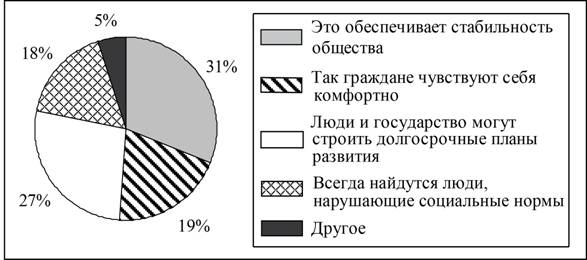 5%
18%
31%
27%
19%
Это обеспечивает стабильность
общества
Так граждане чувствуют себя
комфортно
Люди и государство могут
строить долгосрочные планы
развития
Всегда найдутся люди,
нарушающие социальные нормы
Другое